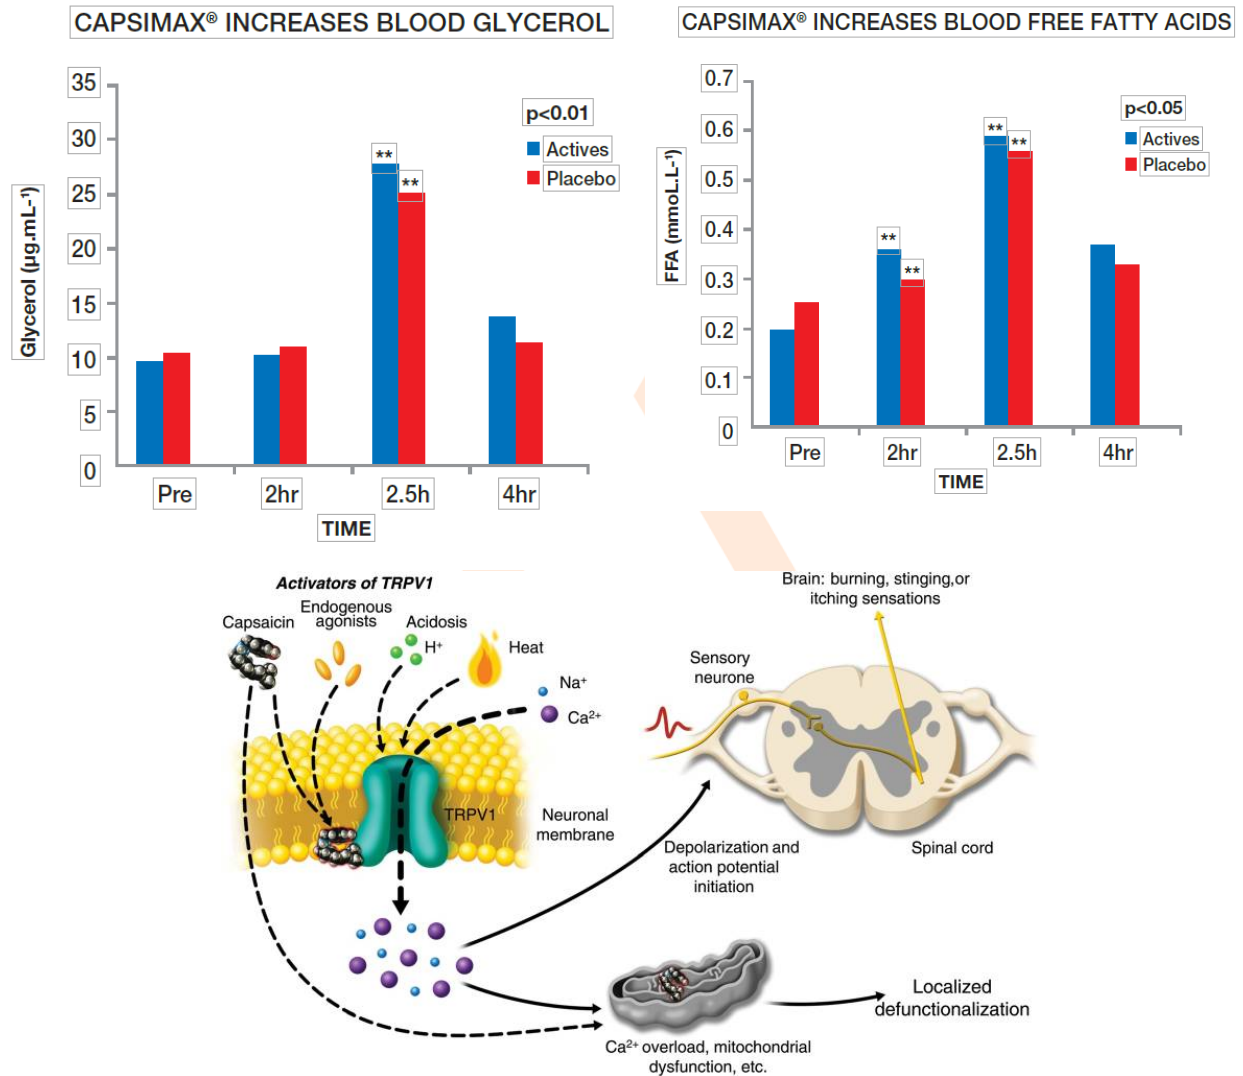 CAPSIMAX® INCREASES BLOOD GLYCEROL
35
30
25
20
15
10
5
0
Glycerol (µg.mL-¹)
p<0.01
Actives
Placebo
**
**
Pre
2hr
2.5h
4hr
TIME
CAPSIMAX® INCREASES BLOOD FREE FATTY ACIDS
0.7
0.6
0.5
0.4
0.3
0.2
0.1
0
FFA (mmoL.L-¹)
p<0.05
Actives
Placebo
**
**
**
**
Pre
2hr
2.5h
4hr
TIME
Activators of TRPV1
Capsaicin
Endogenous
agonists
Acidosis
H⁺
Heat
Na⁺
Ca²⁺
TRPV1
Neuronal
membrane
Brain: burning, stinging,or
itching sensations
Sensory
neurone
Spinal cord
Depolarization and
action potential
initiation
Ca²⁺ overload, mitochondrial
dysfunction, etc.
Localized
defunctionalization